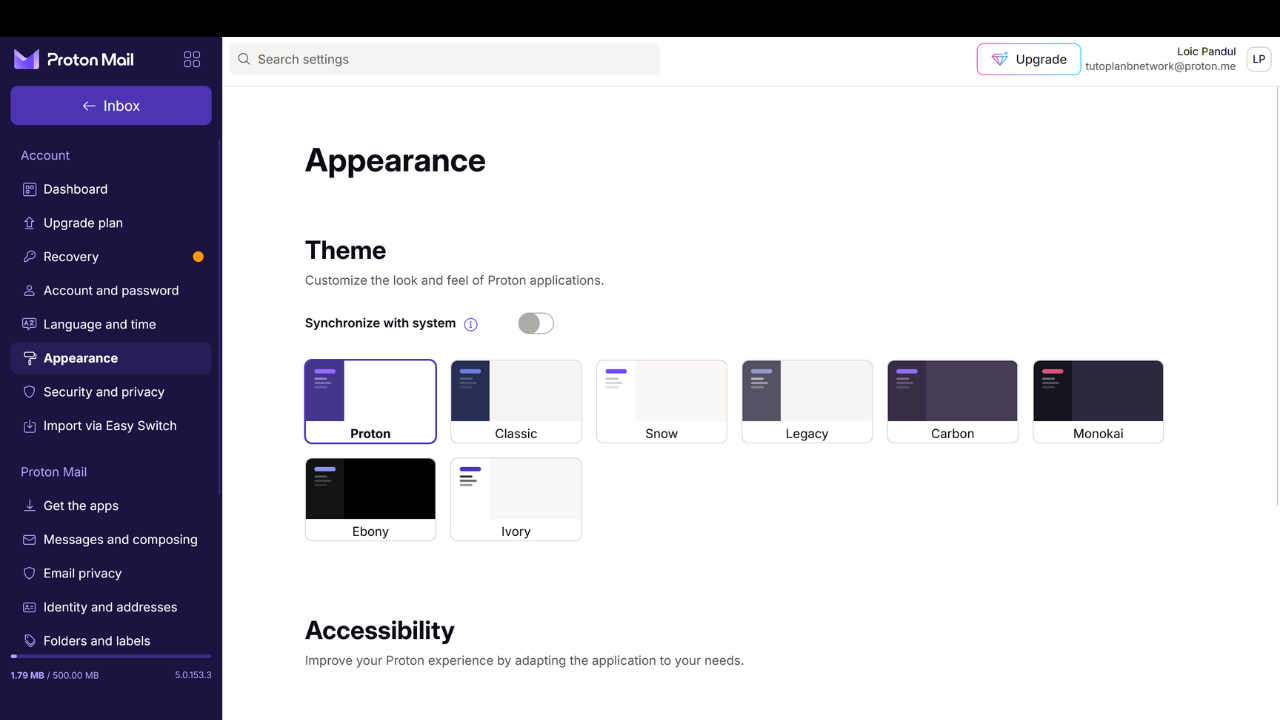 Proton Mail
Search settings
Upgrade
Loic Pandul
tutoplanbnetwork@proton.me
LP
← Inbox
Account
Dashboard
Upgrade plan
Recovery
Account and password
Language and time
Appearance
Security and privacy
Import via Easy Switch
Proton Mail
Get the apps
Messages and composing
Email privacy
Identity and addresses
Folders and labels
1.79 MB / 500.00 MB
5.0.153.3
Appearance
Theme
Customize the look and feel of Proton applications.
Synchronize with system
Proton
Classic
Snow
Legacy
Carbon
Monokai
Ebony
Ivory
Accessibility
Improve your Proton experience by adapting the application to your needs.